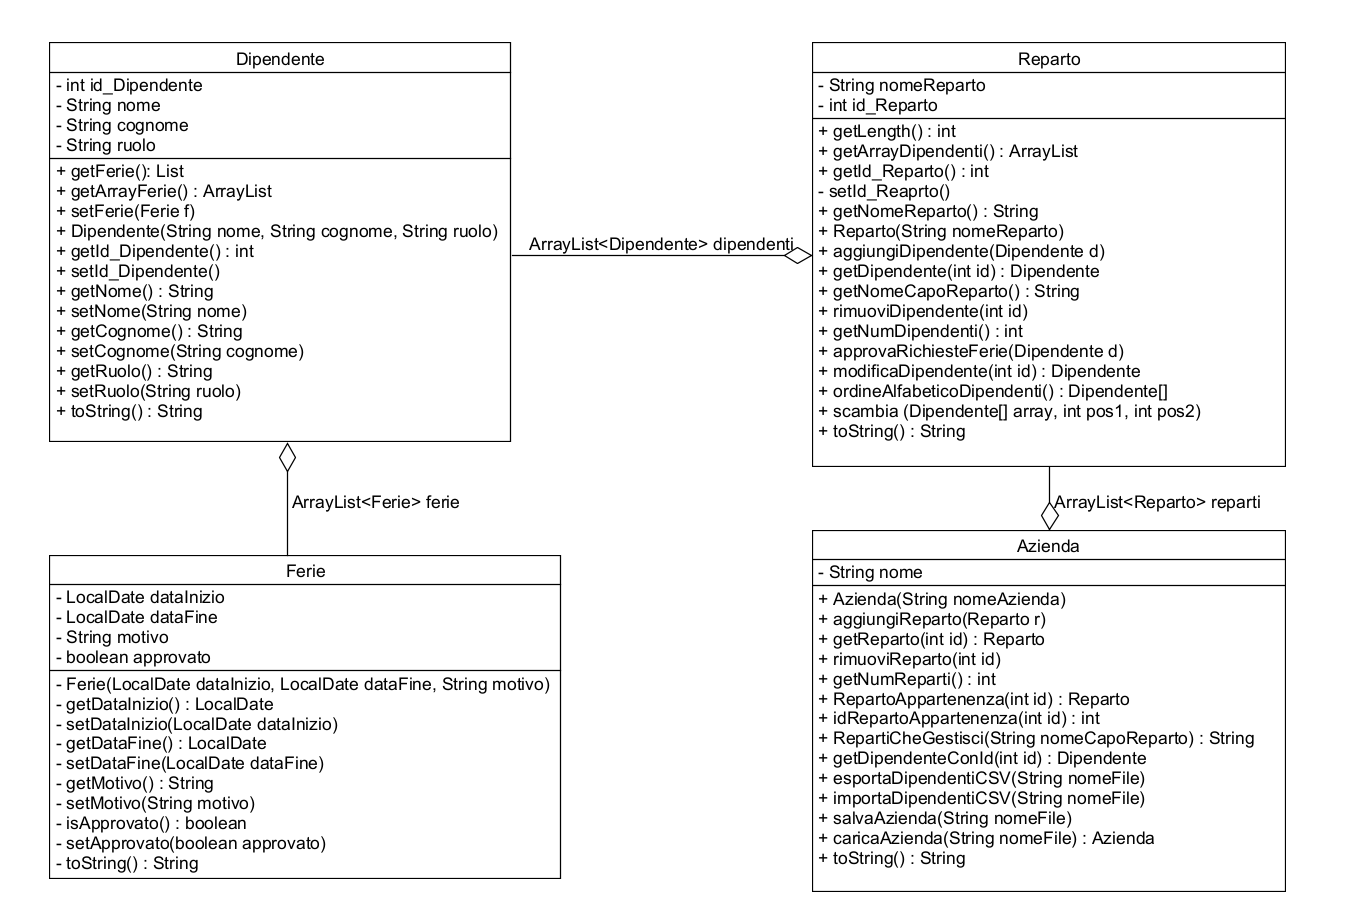 Dipendente
- int id_Dipendente
- String nome
- String cognome
- String ruolo
+ getFerie(): List
+ getArrayFerie() : ArrayList
+ setFerie(Ferie f)
+ Dipendente(String nome, String cognome, String ruolo)
+ getId_Dipendente() : int
+ setId_Dipendente()
+ getNome() : String
+ setNome(String nome)
+ getCognome() : String
+ setCognome(String cognome)
+ getRuolo() : String
+ setRuolo(String ruolo)
+ toString() : String
ArrayList<Dipendente> dipendenti
Reparto
- String nomeReparto
- int id_Reparto
+ getLength() : int
+ getArrayDipendenti() : ArrayList
+ getId_Reparto() : int
- setId_Reaprto()
+ getNomeReparto() : String
+ Reparto(String nomeReparto)
+ aggiungiDipendente(Dipendente d)
+ getDipendente(int id) : Dipendente
+ getNomeCapoReparto() : String
+ rimuoviDipendente(int id)
+ getNumDipendenti() : int
+ approvaRichiesteFerie(Dipendente d)
+ modificaDipendente(int id) : Dipendente
+ ordineAlfabeticoDipendenti() : Dipendente[]
+ scambia (Dipendente[] array, int pos1, int pos2)
+ toString() : String
ArrayList<Ferie> ferie
ArrayList<Reparto> reparti
Ferie
- LocalDate dataInizio
- LocalDate dataFine
- String motivo
- boolean approvato
- Ferie(LocalDate dataInizio, LocalDate dataFine, String motivo)
- getDataInizio() : LocalDate
- setDataInizio(LocalDate dataInizio)
- getDataFine() : LocalDate
- setDataFine(LocalDate dataFine)
- getMotivo() : String
- setMotivo(String motivo)
- isApprovato() : boolean
- setApprovato(boolean approvato)
- toString() : String
Azienda
- String nome
+ Azienda(String nomeAzienda)
+ aggiungiReparto(Reparto r)
+ getReparto(int id) : Reparto
+ rimuoviReparto(int id)
+ getNumReparti() : int
+ RepartoAppartenenza(int id) : Reparto
+ idRepartoAppartenenza(int id) : int
+ RepartiCheGestisci(String nomeCapoReparto) : String
+ getDipendenteConId(int id) : Dipendente
+ esportaDipendentiCSV(String nomeFile)
+ importaDipendentiCSV(String nomeFile)
+ salvaAzienda(String nomeFile)
+ caricaAzienda(String nomeFile) : Azienda
+ toString() : String